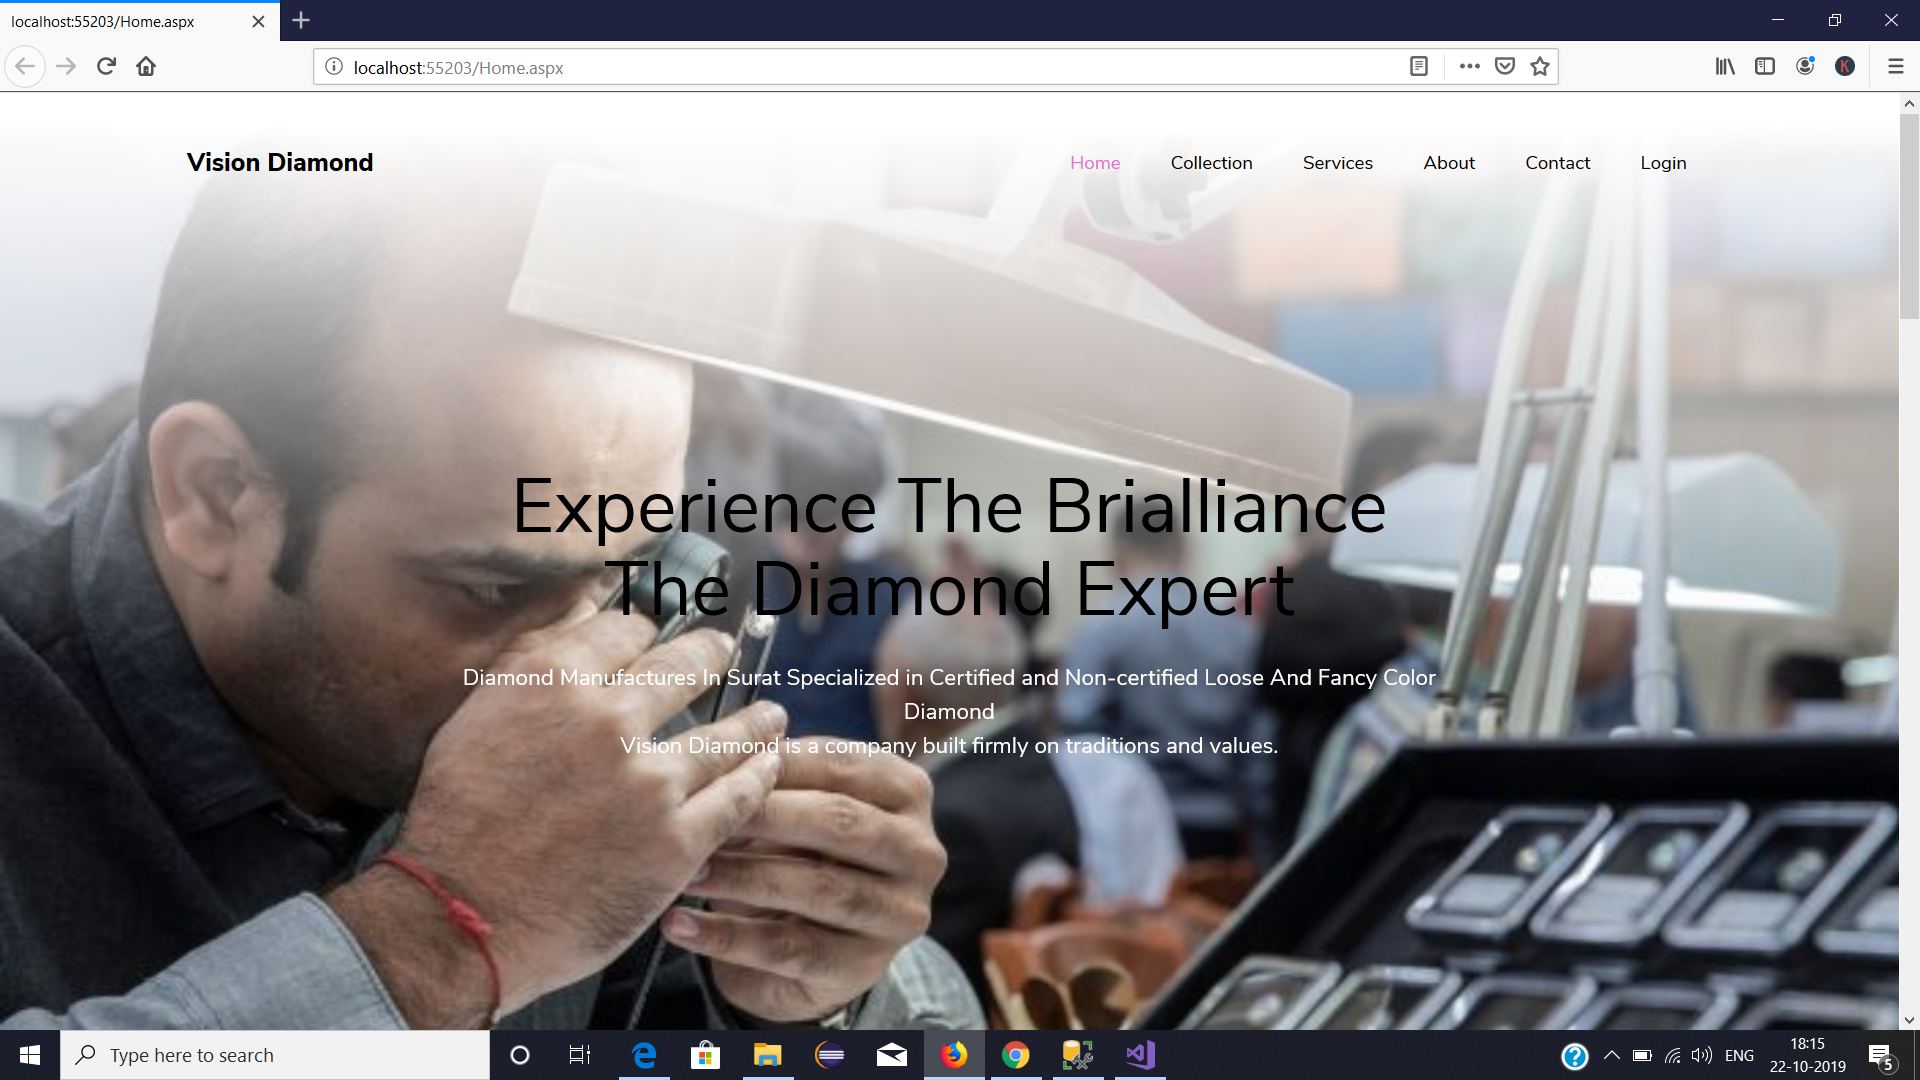 localhost:55203/Home.aspx
localhost:55203/Home.aspx
K
Vision Diamond
Home Collection Services About Contact Login
Experience The Brialliance
The Diamond Expert
Diamond Manufactures In Surat Specialized in Certified and Non-certified Loose And Fancy Color
Diamond
Vision Diamond is a company built firmly on traditions and values.
Type here to search
ENG
18:15
22-10-2019
5